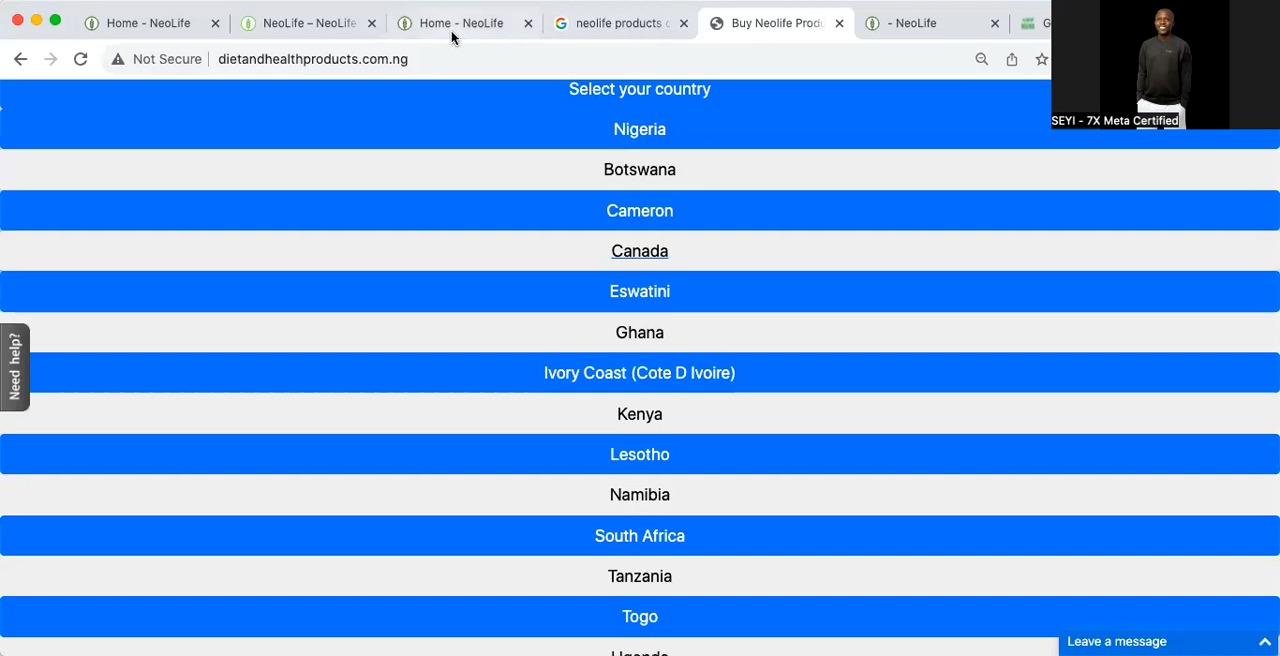 Home - NeoLife
NeoLife – NeoLife
Home - NeoLife
neolife products c
Buy Neolife Produ
- NeoLife
G
Not Secure
dietandhealthproducts.com.ng
SEYI - 7X Meta Certified
Select your country
Nigeria
Botswana
Cameron
Canada
Eswatini
Ghana
Need help?
Ivory Coast (Cote D Ivoire)
Kenya
Lesotho
Namibia
South Africa
Tanzania
Togo
Leave a message